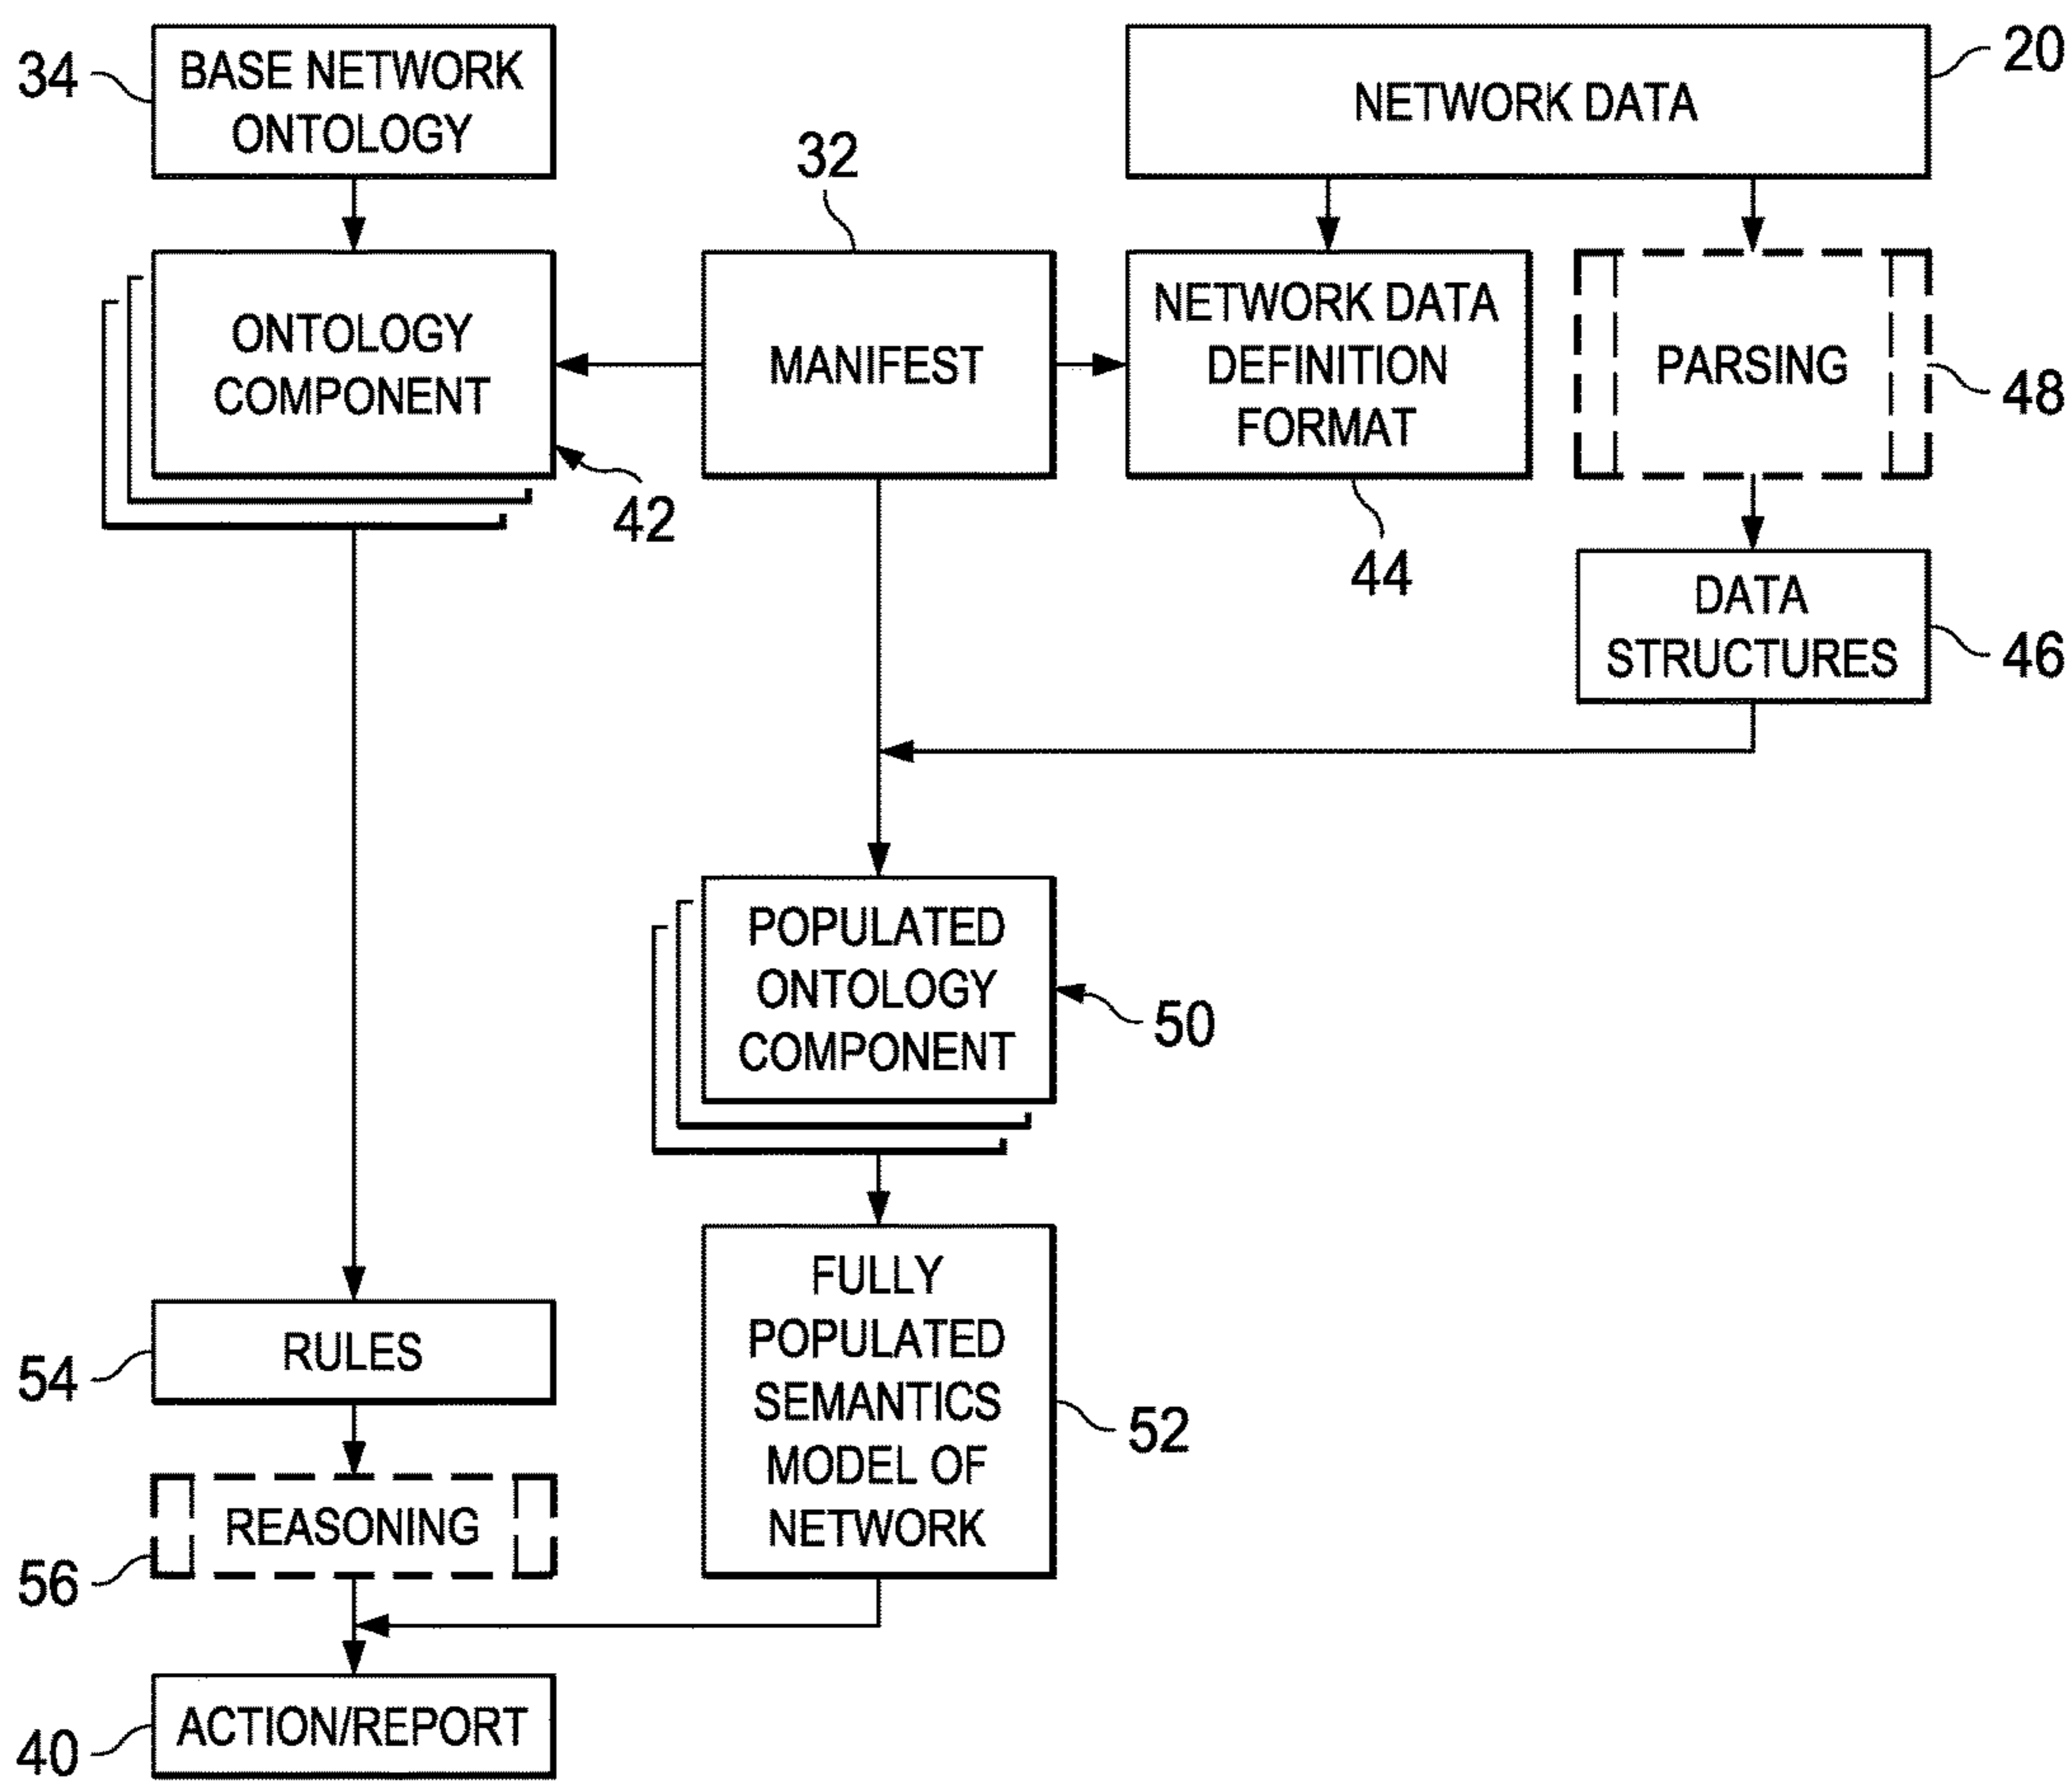 34
BASE NETWORK
ONTOLOGY
NETWORK DATA
20
32
ONTOLOGY
COMPONENT
42
MANIFEST
NETWORK DATA
DEFINITION
FORMAT
44
PARSING
48
DATA
STRUCTURES
46
POPULATED
ONTOLOGY
COMPONENT
50
FULLY
POPULATED
SEMANTICS
MODEL OF
NETWORK
52
RULES
54
REASONING
56
ACTION/REPORT
40